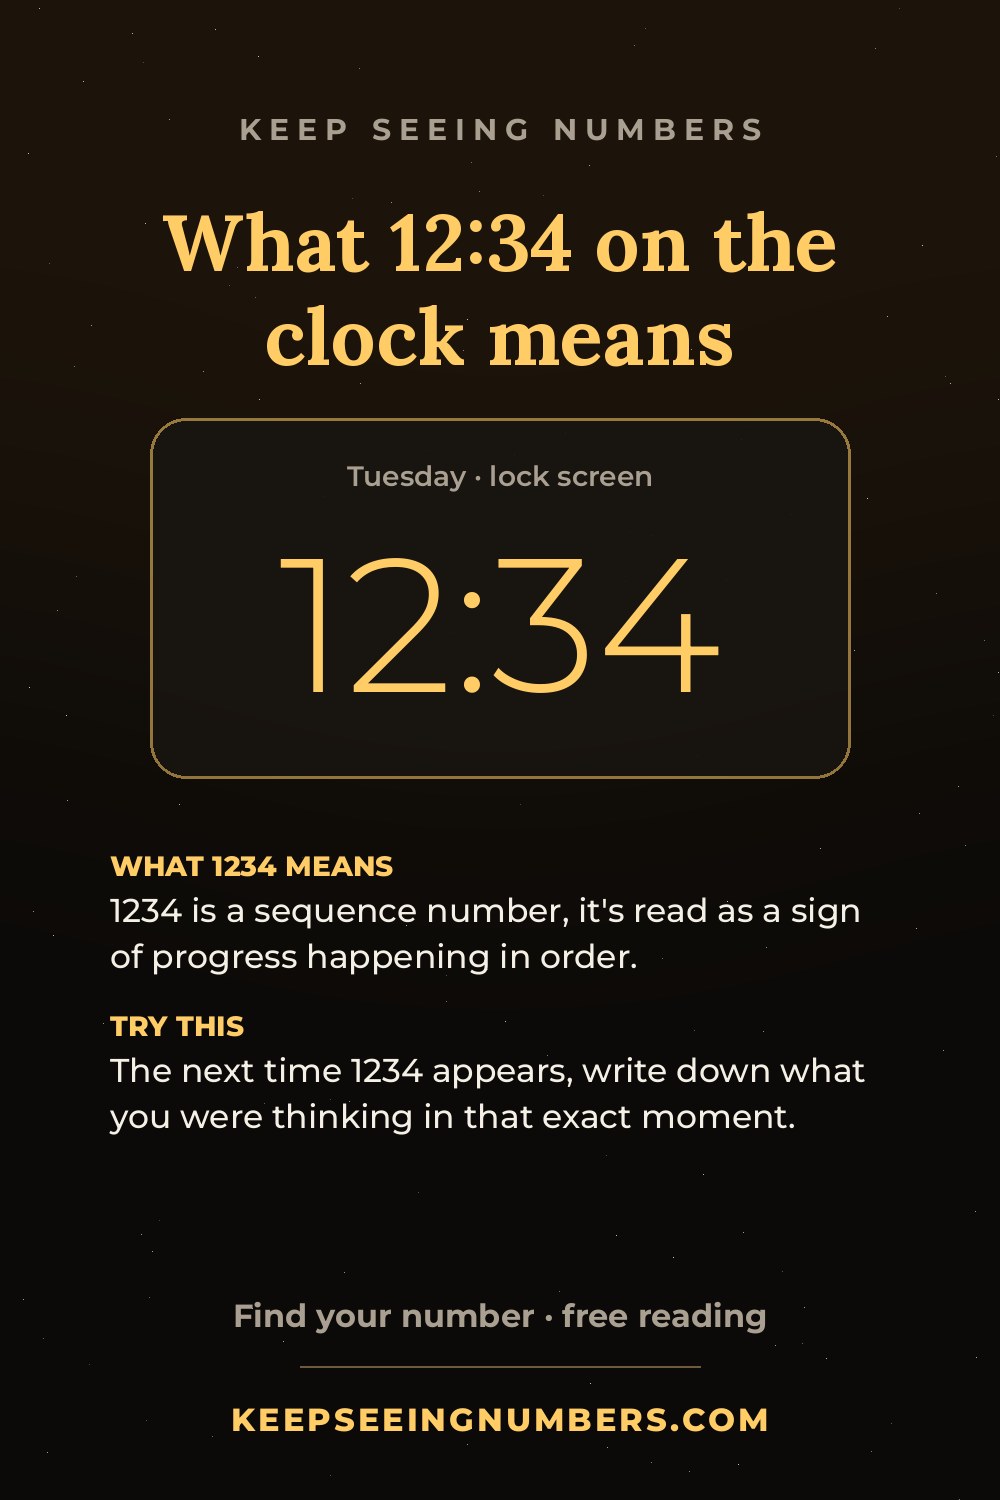 KEEP SEEING NUMBERS
What 12:34 on the
clock means
Tuesday · lock screen
12:34
WHAT 1234 MEANS
1234 is a sequence number, it's read as a sign
of progress happening in order.
TRY THIS
The next time 1234 appears, write down what
you were thinking in that exact moment.
Find your number · free reading
KEEPSEEINGNUMBERS.COM